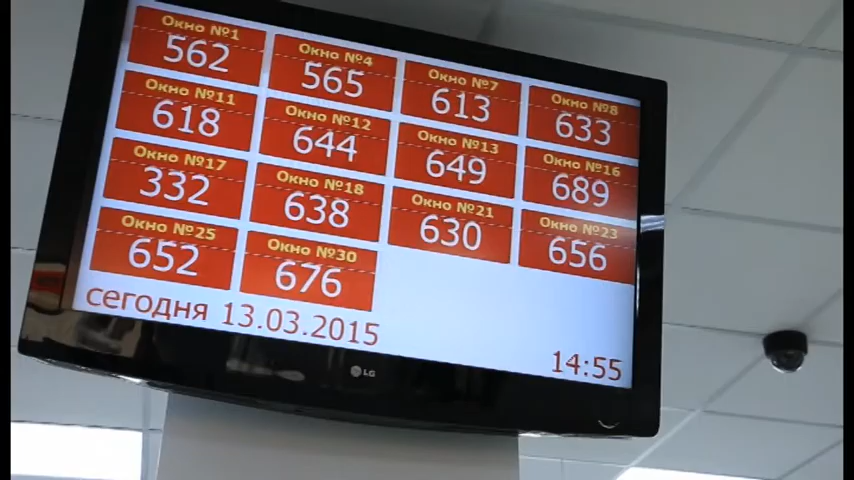 Окно №1
562
Окно №4
565
Окно №7
613
Окно №8
633
Окно №11
618
Окно №12
644
Окно №13
649
Окно №16
689
Окно №17
332
Окно №18
638
Окно №21
630
Окно №23
656
Окно №25
652
Окно №30
676
сегодня 13.03.2015
14:55
LG